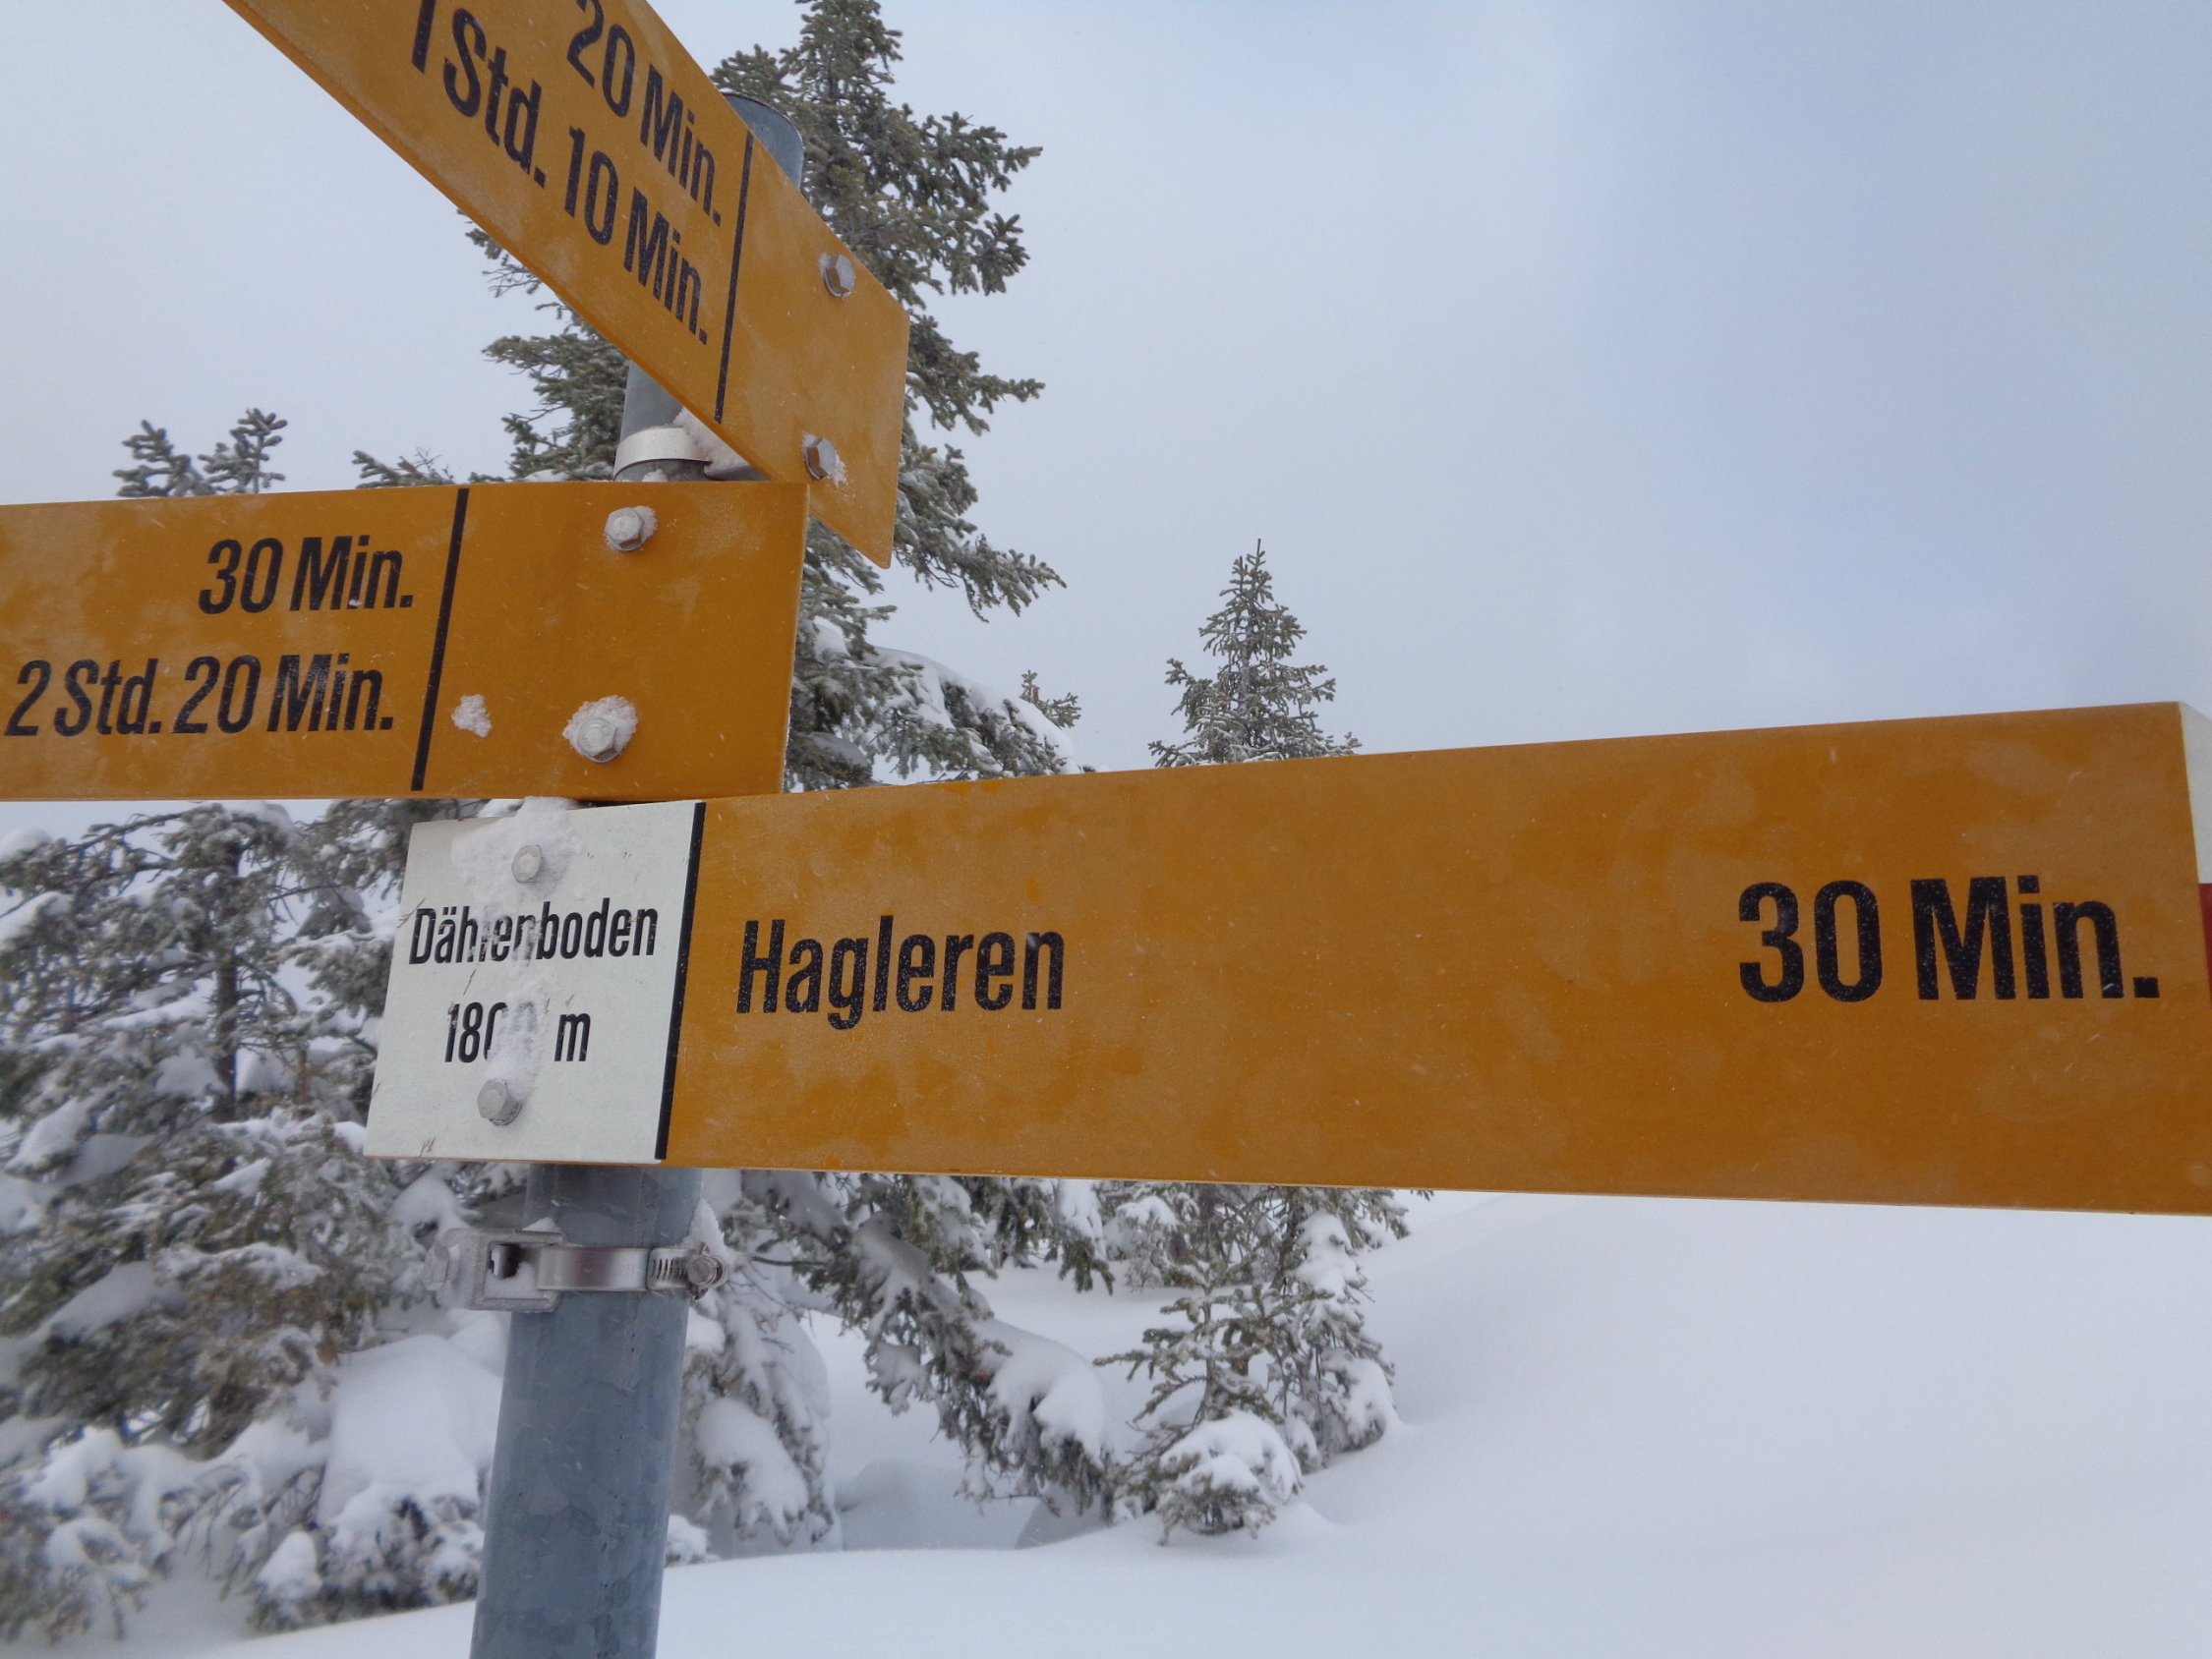 20 Min.
1 Std. 10 Min.
30 Min.
2 Std. 20 Min.
Hagleren 30 Min.
m